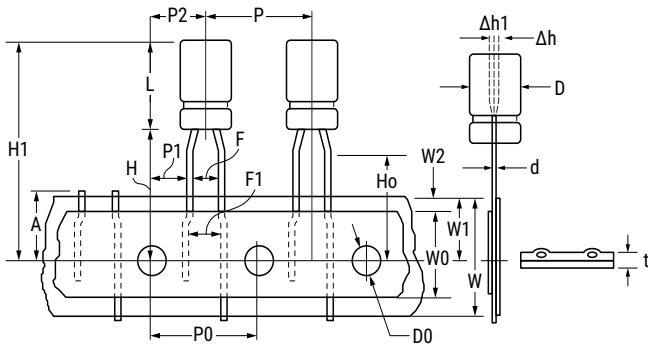 P2 P Δh1 Δh
L D
H1 P1 F W2 d
H Ho
F1
A W1
W0 W t
P0 D0